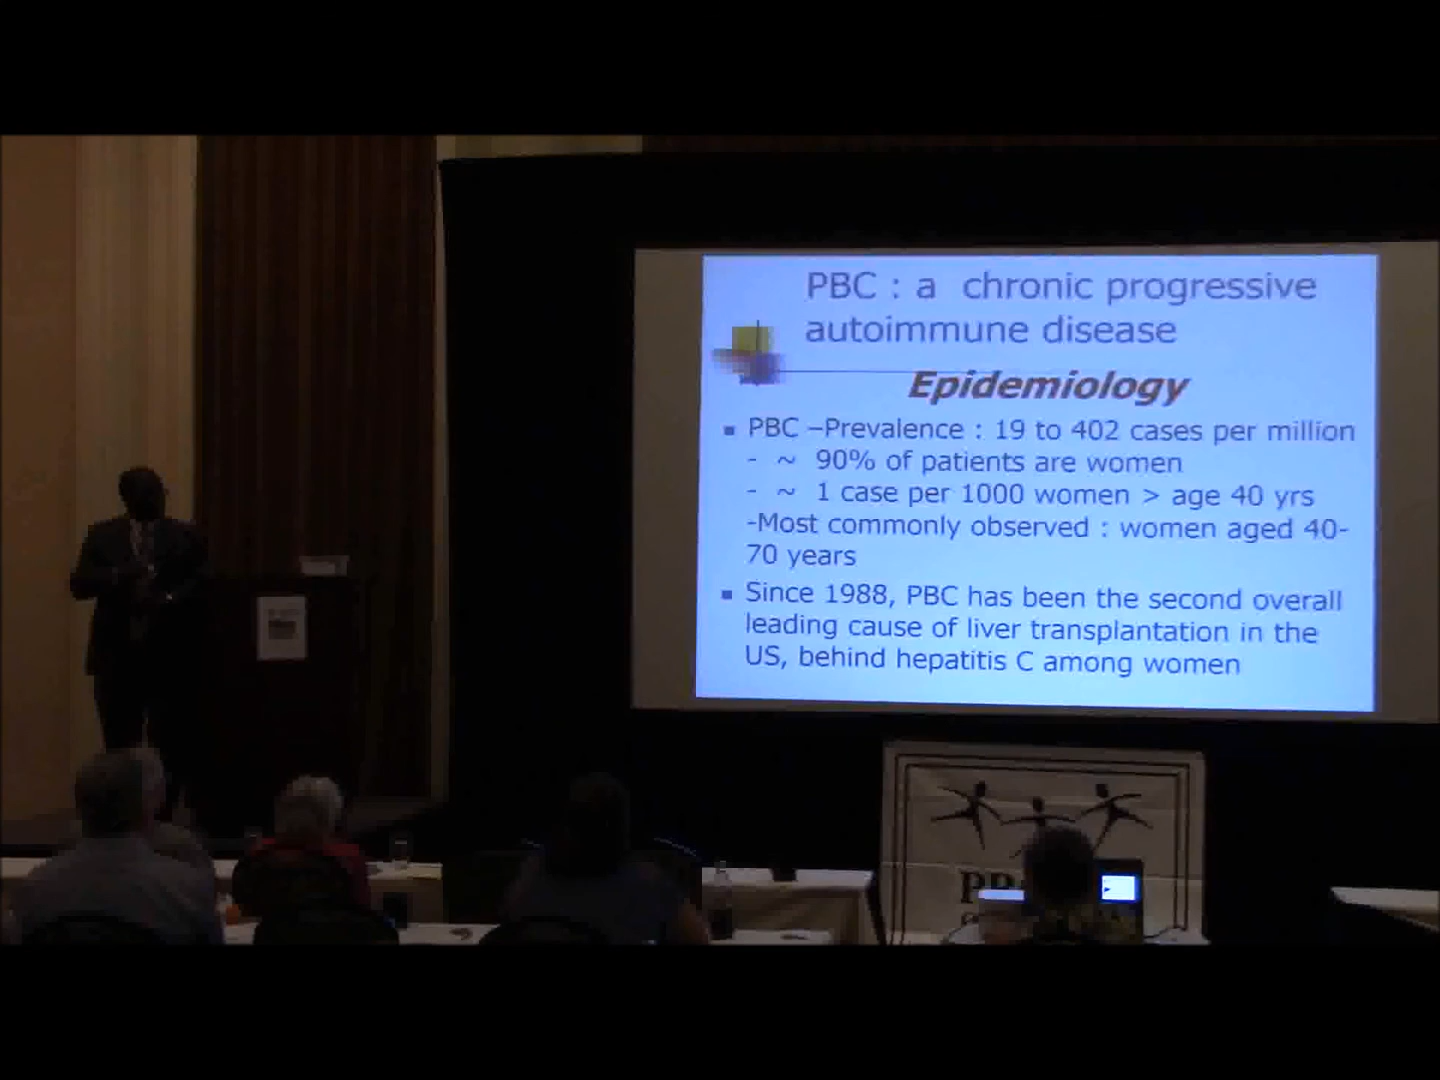 PBC : a chronic progressive
autoimmune disease
Epidemiology
▪ PBC –Prevalence : 19 to 402 cases per million
- ~ 90% of patients are women
- ~ 1 case per 1000 women > age 40 yrs
-Most commonly observed : women aged 40-
70 years
▪ Since 1988, PBC has been the second overall
leading cause of liver transplantation in the
US, behind hepatitis C among women